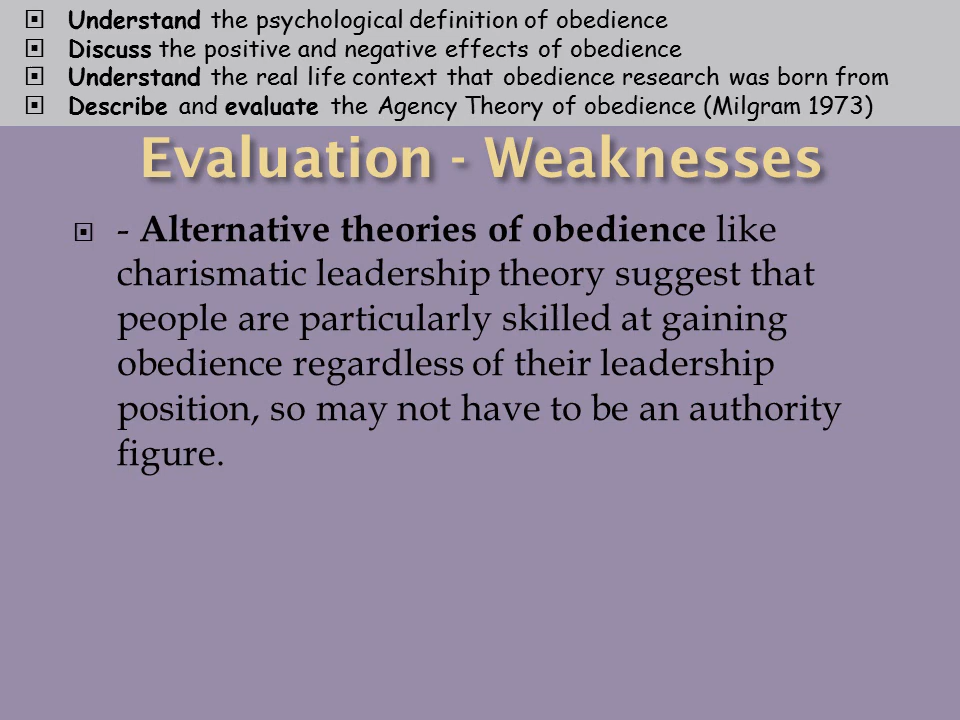 Understand the psychological definition of obedience
Discuss the positive and negative effects of obedience
Understand the real life context that obedience research was born from
Describe and evaluate the Agency Theory of obedience (Milgram 1973)
Evaluation - Weaknesses
- Alternative theories of obedience like
charismatic leadership theory suggest that
people are particularly skilled at gaining
obedience regardless of their leadership
position, so may not have to be an authority
figure.